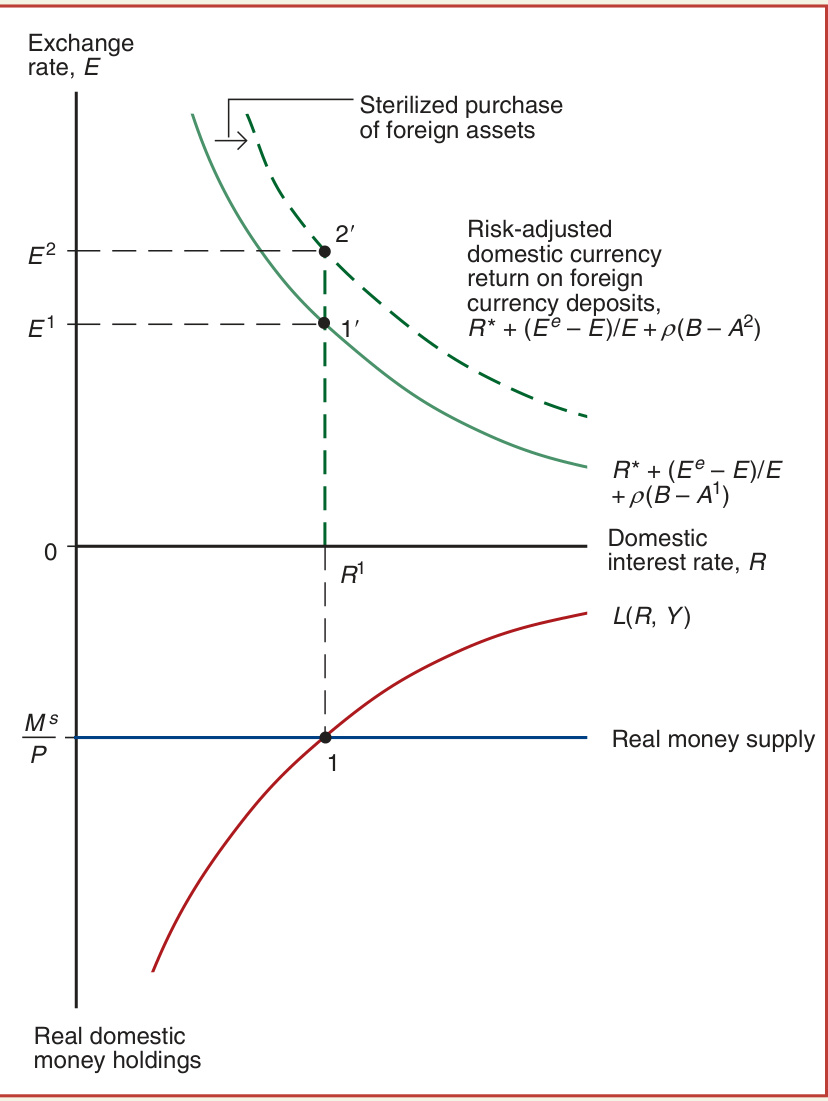 Exchange
rate, E
Sterilized purchase
of foreign assets
2′
E²
Risk-adjusted
domestic currency
return on foreign
currency deposits,
R* + (Eᵉ – E)/E + ρ(B – A²)
E¹
1′
R* + (Eᵉ – E)/E
+ ρ(B – A¹)
0
Domestic
interest rate, R
R¹
L(R, Y)
Mˢ
P
Real money supply
1
Real domestic
money holdings